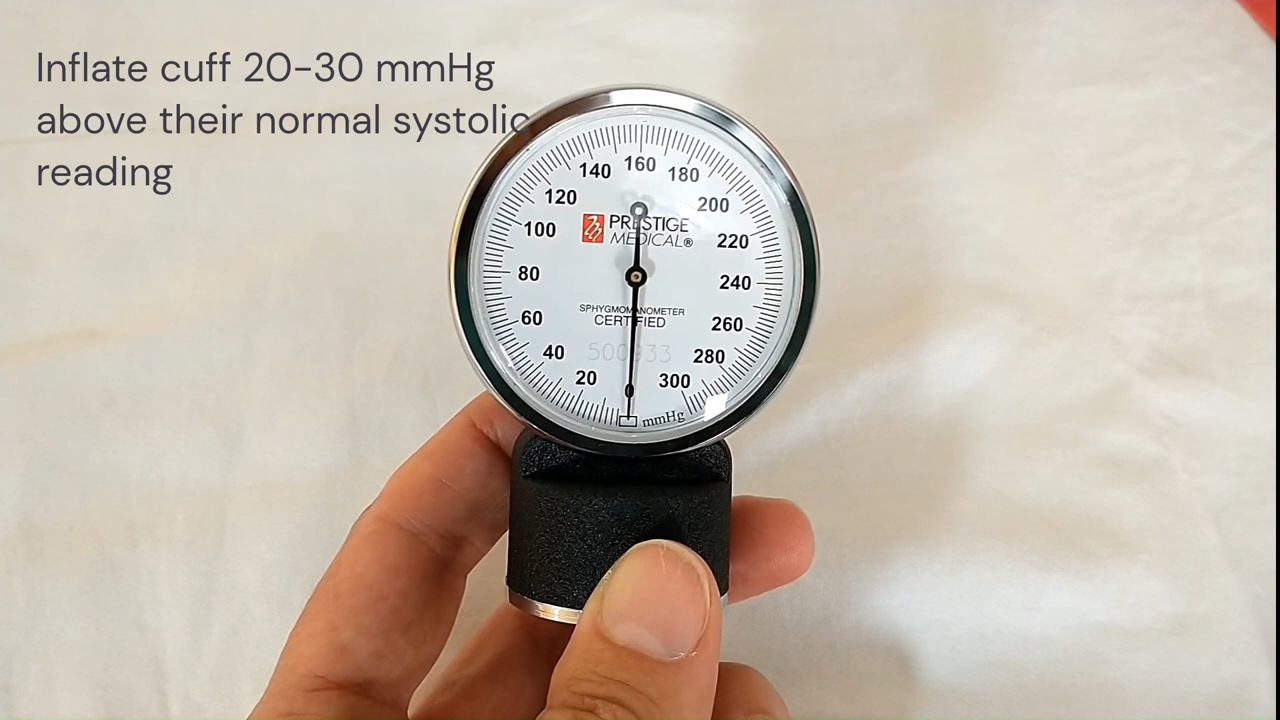 Inflate cuff 20-30 mmHg
above their normal systolic
reading
160
140
180
120
200
100
PRESTIGE
MEDICAL®
220
80
240
SPHYGMOMANOMETER
CERTIFIED
60
260
40
500933
280
20
0
300
mmHg